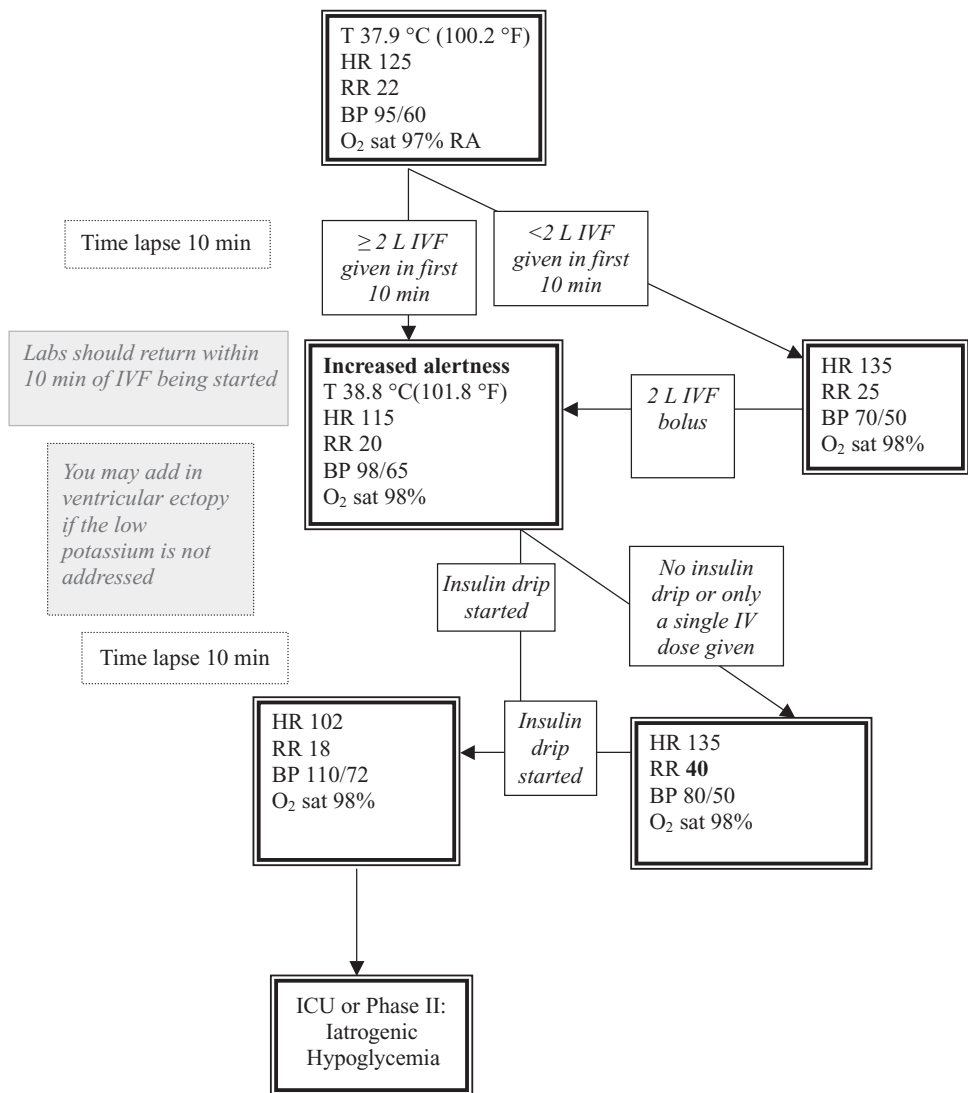 T 37.9 °C (100.2 °F)
HR 125
RR 22
BP 95/60
O₂ sat 97% RA
Time lapse 10 min
≥ 2 L IVF
given in first
10 min
<2 L IVF
given in first
10 min
Labs should return within
10 min of IVF being started
Increased alertness
T 38.8 °C(101.8 °F)
HR 115
RR 20
BP 98/65
O₂ sat 98%
2 L IVF
bolus
HR 135
RR 25
BP 70/50
O₂ sat 98%
You may add in
ventricular ectopy
if the low
potassium is not
addressed
Insulin drip
started
No insulin
drip or only
a single IV
dose given
Time lapse 10 min
HR 102
RR 18
BP 110/72
O₂ sat 98%
Insulin
drip
started
HR 135
RR 40
BP 80/50
O₂ sat 98%
ICU or Phase II:
Iatrogenic
Hypoglycemia